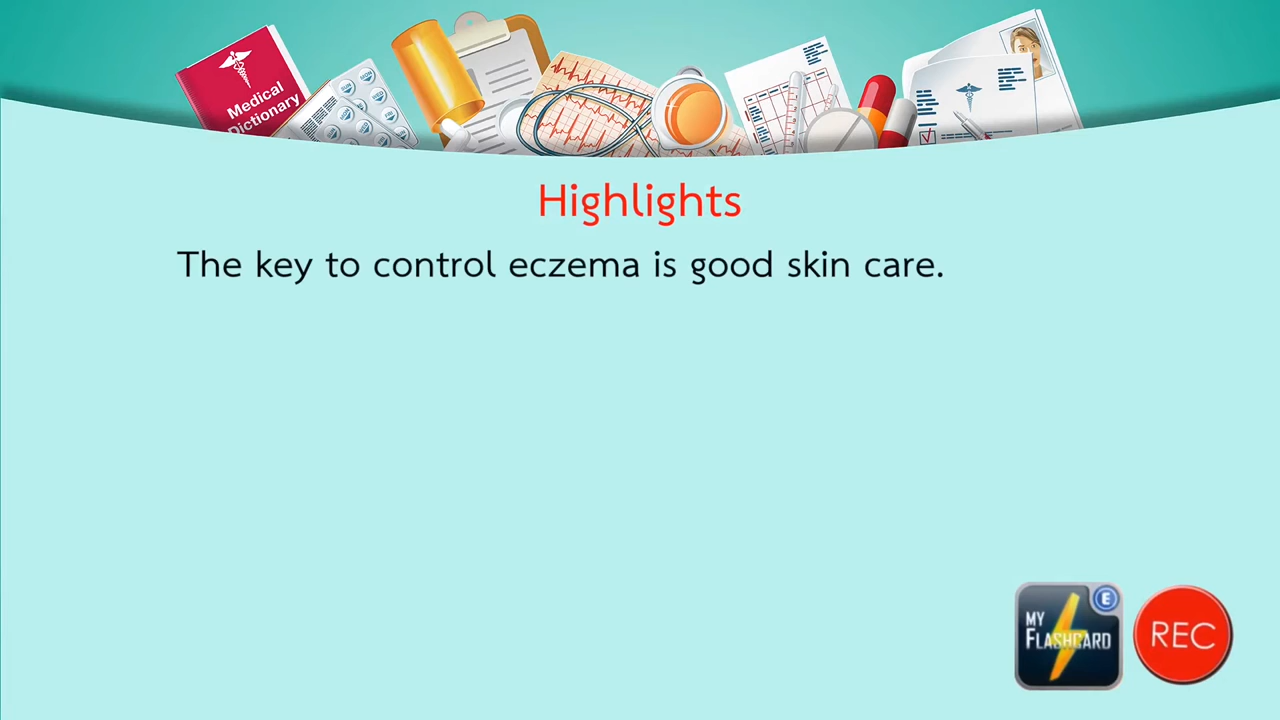 Medical
Dictionary
Highlights
The key to control eczema is good skin care.
E
MY
FLASHCARD
REC